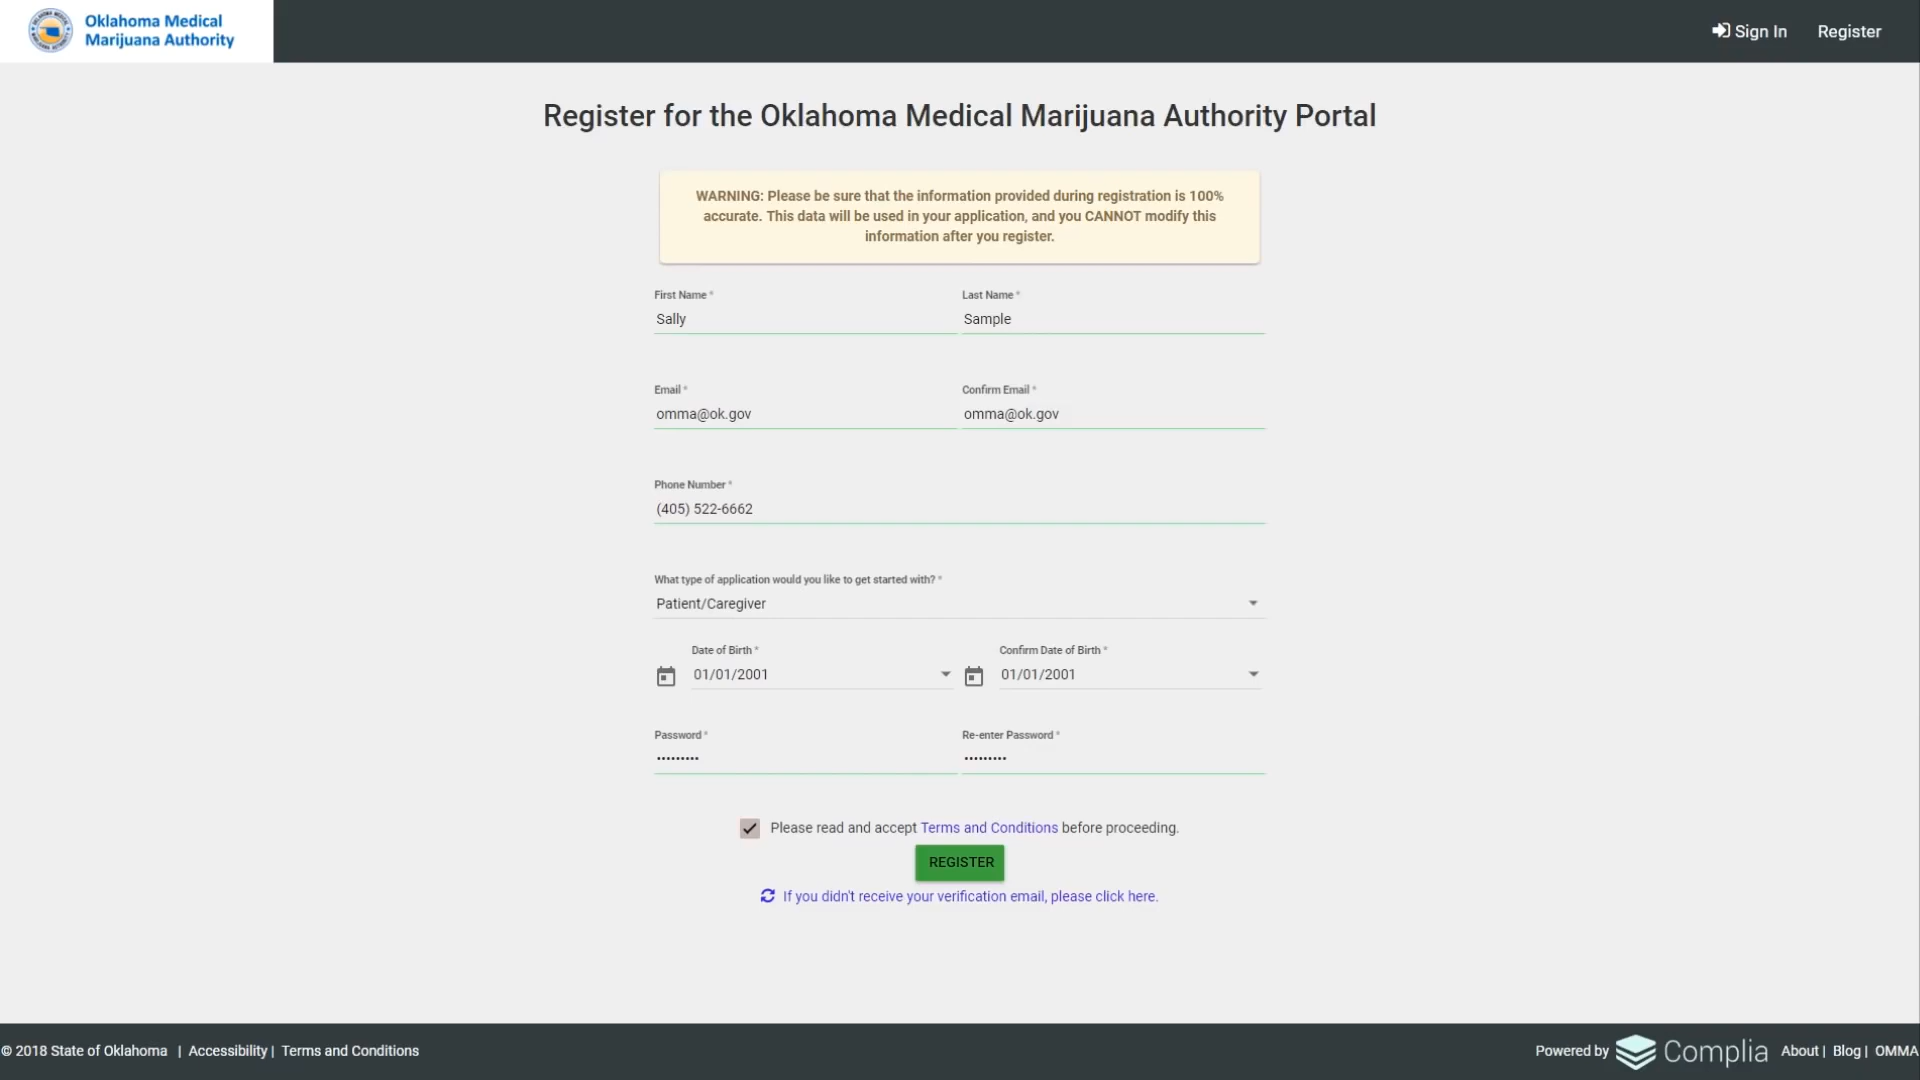 Oklahoma Medical
Marijuana Authority
Sign In
Register
Register for the Oklahoma Medical Marijuana Authority Portal
WARNING: Please be sure that the information provided during registration is 100%
accurate. This data will be used in your application, and you CANNOT modify this
information after you register.
First Name *
Last Name *
Sally
Sample
Email *
Confirm Email *
omma@ok.gov
omma@ok.gov
Phone Number *
(405) 522-6662
What type of application would you like to get started with? *
Patient/Caregiver
Date of Birth *
Confirm Date of Birth *
01/01/2001
01/01/2001
Password *
Re-enter Password *
•••••••••
•••••••••
Please read and accept Terms and Conditions before proceeding.
REGISTER
If you didn't receive your verification email, please click here.
© 2018 State of Oklahoma | Accessibility | Terms and Conditions
Powered by Complia About | Blog | OMMA